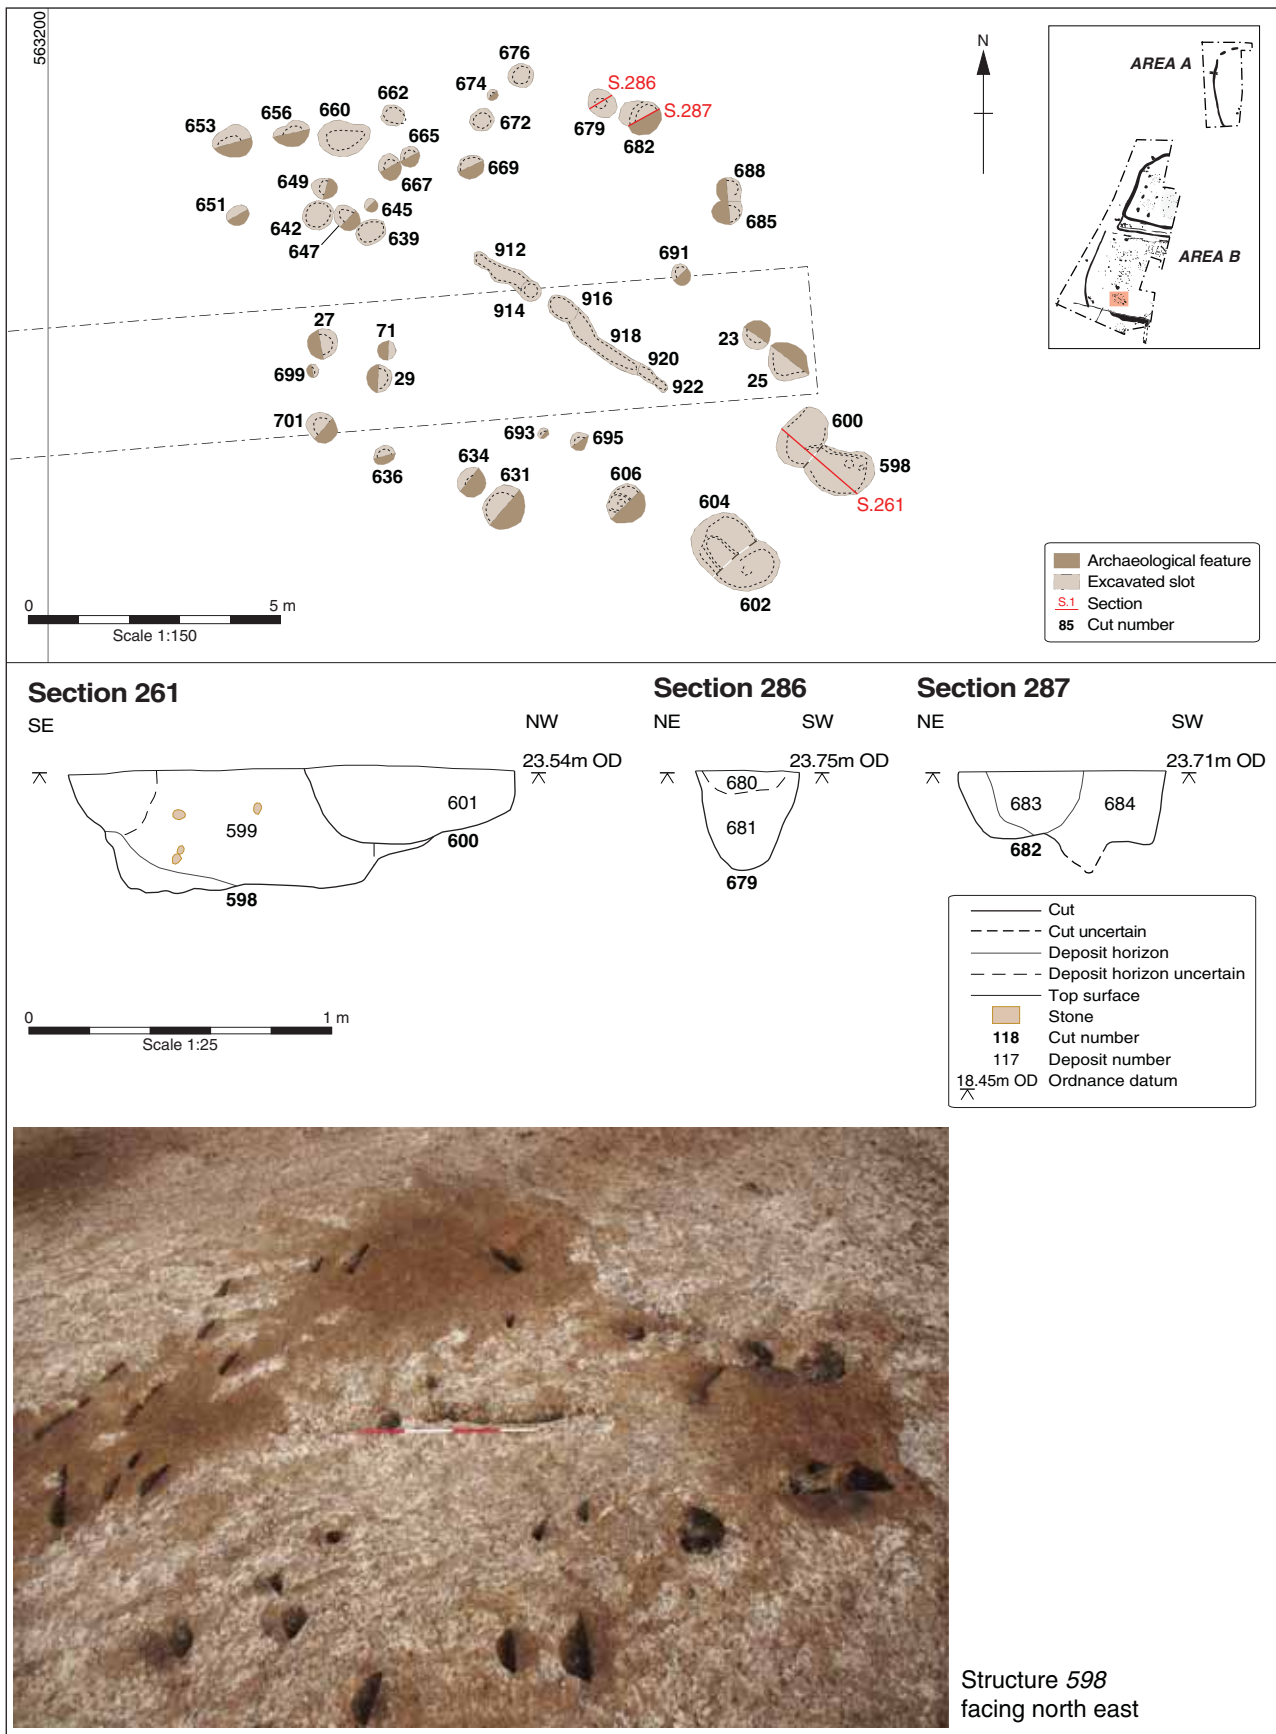 563200
676
674
662
S.286
S.287
656
660
653
672
679
682
665
669
667
649
688
651
645
642
685
639
647
912
691
916
914
27
71
918
23
699
920
29
25
922
701
600
693
695
636
634
631
606
598
604
S.261
602
N
AREA A
AREA B
0
5 m
Scale 1:150
Archaeological feature
Excavated slot
S.1 Section
85 Cut number
Section 261
SE
NW
23.54m OD
599
601
600
598
Section 286
NE
SW
23.75m OD
680
681
679
Section 287
NE
SW
23.71m OD
683
684
682
0
1 m
Scale 1:25
Cut
Cut uncertain
Deposit horizon
Deposit horizon uncertain
Top surface
Stone
118 Cut number
117 Deposit number
18.45m OD Ordnance datum
Structure 598
facing north east